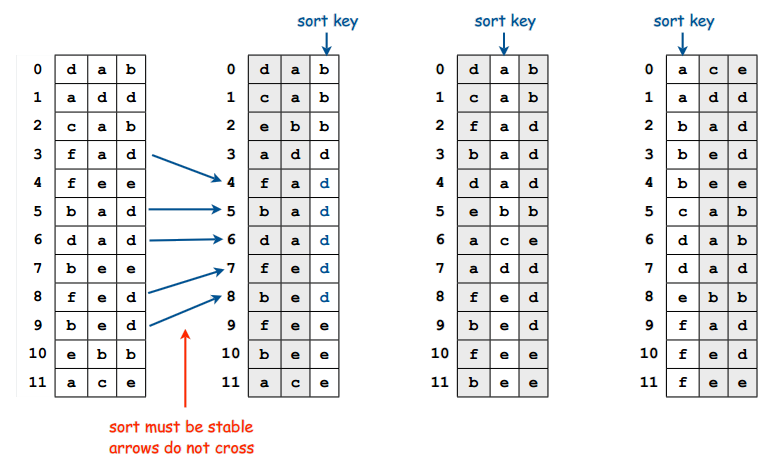 sort key sort key sort key
0 d a b 0 d a b 0 d a b 0 a c e
1 a d d 1 c a b 1 c a b 1 a d d
2 c a b 2 e b b 2 f a d 2 b a d
3 f a d 3 a d d 3 b a d 3 b e d
4 f e e 4 f a d 4 d a d 4 b e e
5 b a d 5 b a d 5 e b b 5 c a b
6 d a d 6 d a d 6 a c e 6 d a b
7 b e e 7 f e d 7 a d d 7 d a d
8 f e d 8 b e d 8 f e d 8 e b b
9 b e d 9 f e e 9 b e d 9 f a d
10 e b b 10 b e e 10 f e e 10 f e d
11 a c e 11 a c e 11 b e e 11 f e e
sort must be stable
arrows do not cross